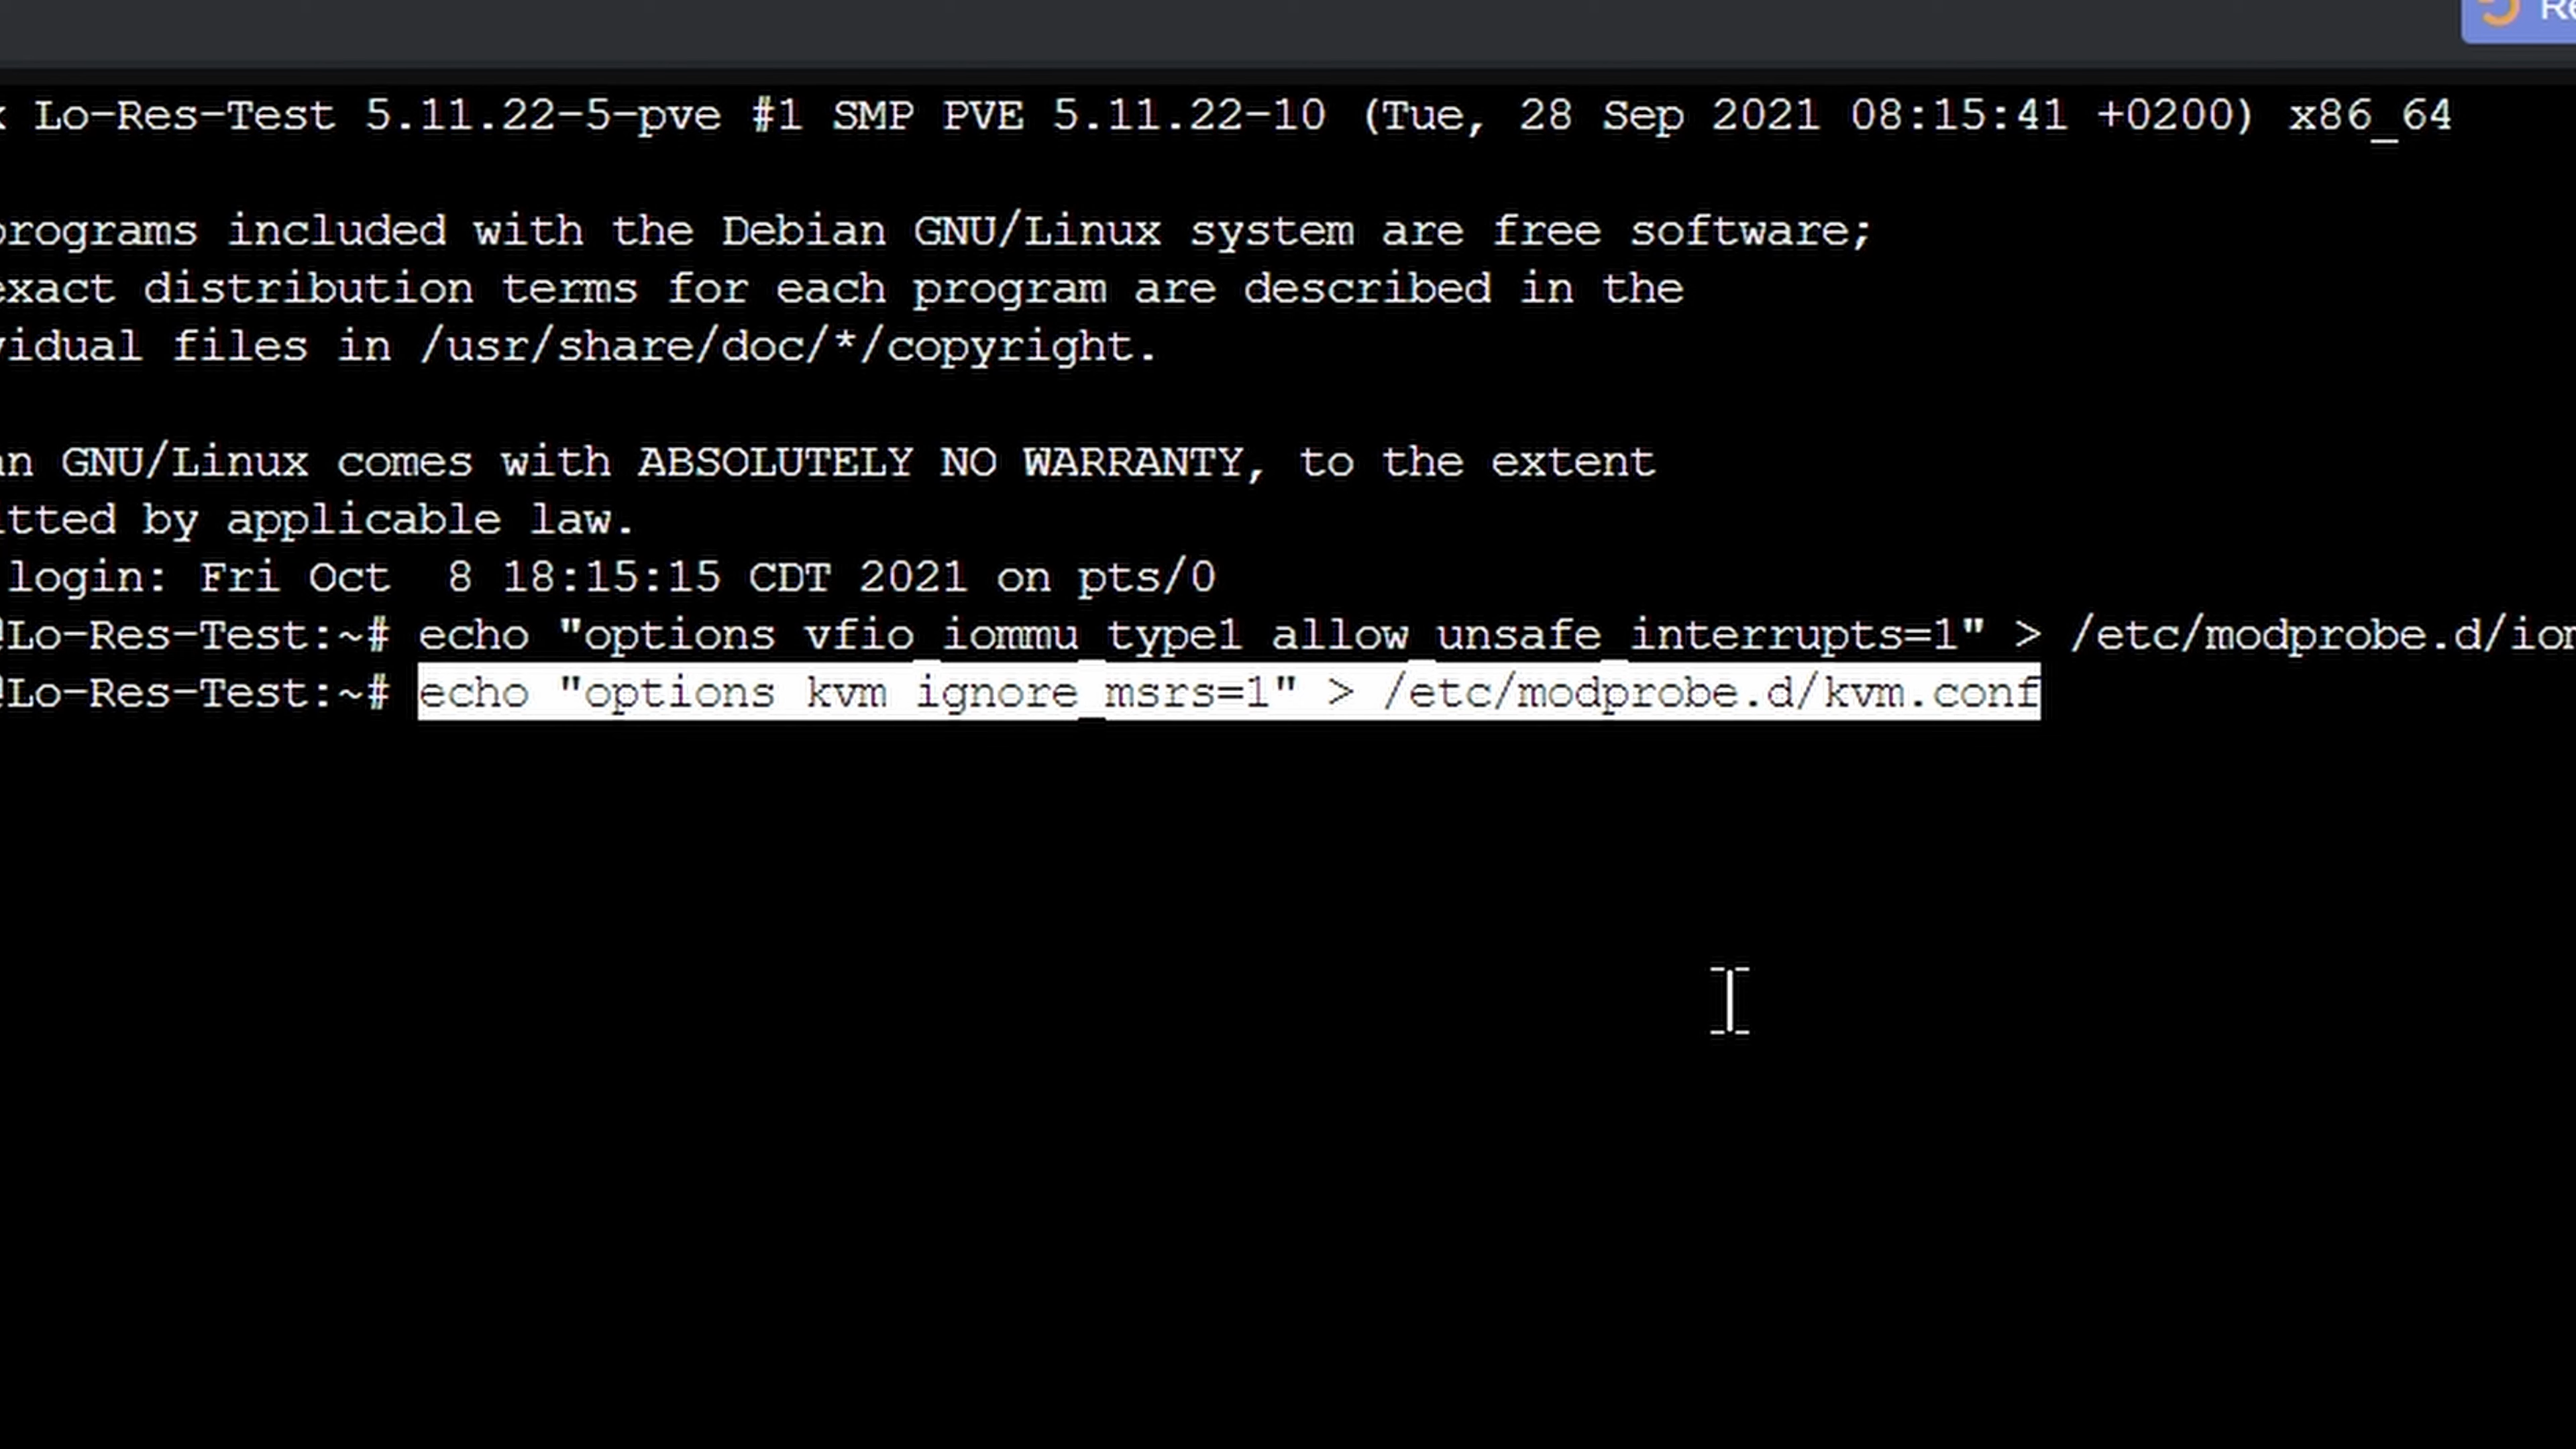 Re
Lo-Res-Test 5.11.22-5-pve #1 SMP PVE 5.11.22-10 (Tue, 28 Sep 2021 08:15:41 +0200) x86_64
programs included with the Debian GNU/Linux system are free software;
exact distribution terms for each program are described in the
vidual files in /usr/share/doc/*/copyright.
an GNU/Linux comes with ABSOLUTELY NO WARRANTY, to the extent
itted by applicable law.
login: Fri Oct  8 18:15:15 CDT 2021 on pts/0
@Lo-Res-Test:~# echo "options vfio_iommu_type1 allow_unsafe_interrupts=1" > /etc/modprobe.d/iom
@Lo-Res-Test:~# echo "options kvm ignore_msrs=1" > /etc/modprobe.d/kvm.conf